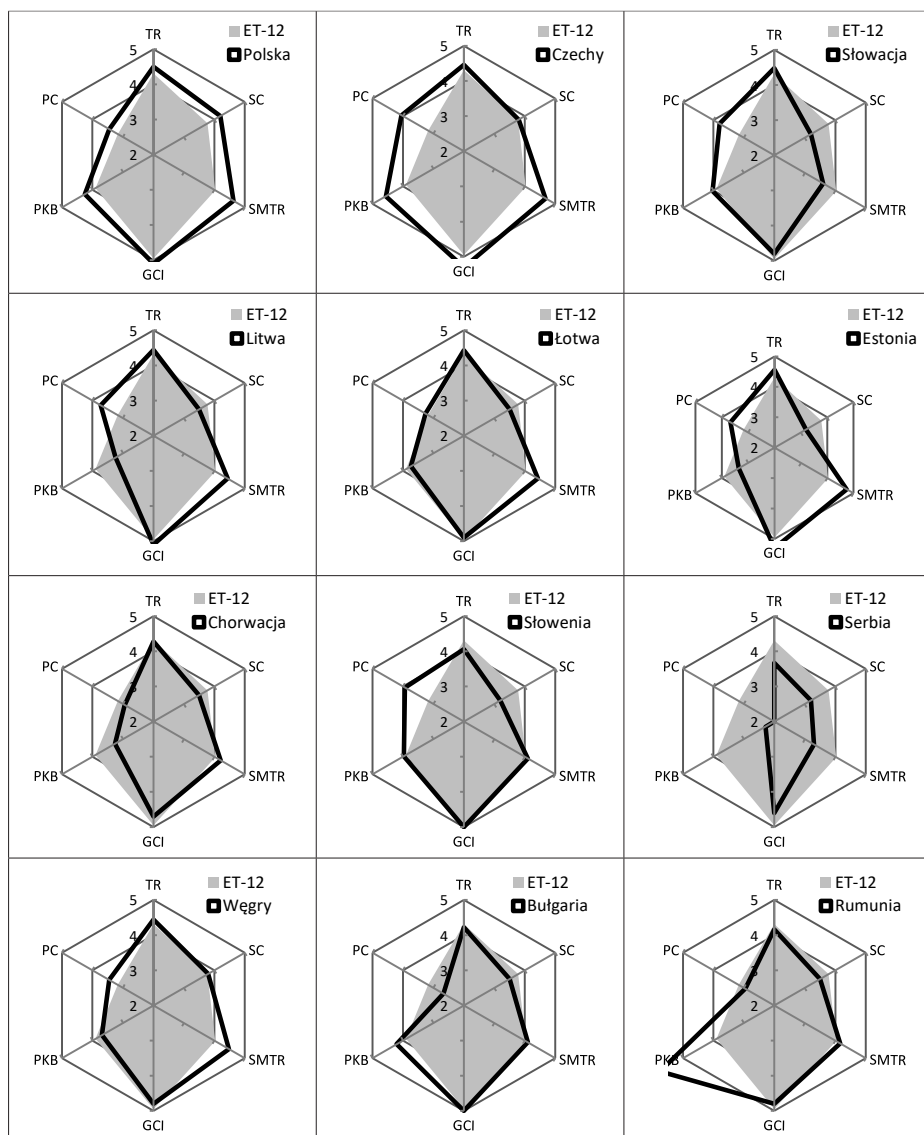 TR
ET-12
Polska
5
4
3
2
PC
SC
PKB
SMTR
GCI
TR
ET-12
Czechy
5
4
3
2
PC
SC
PKB
SMTR
GCI
TR
ET-12
Słowacja
5
4
3
2
PC
SC
PKB
SMTR
GCI
TR
ET-12
Litwa
5
4
3
2
PC
SC
PKB
SMTR
GCI
TR
ET-12
Łotwa
5
4
3
2
PC
SC
PKB
SMTR
GCI
TR
ET-12
Estonia
5
4
3
2
PC
SC
PKB
SMTR
GCI
TR
ET-12
Chorwacja
5
4
3
2
PC
SC
PKB
SMTR
GCI
TR
ET-12
Słowenia
5
4
3
2
PC
SC
PKB
SMTR
GCI
TR
ET-12
Serbia
5
4
3
2
PC
SC
PKB
SMTR
GCI
TR
ET-12
Węgry
5
4
3
2
PC
SC
PKB
SMTR
GCI
TR
ET-12
Bułgaria
5
4
3
2
PC
SC
PKB
SMTR
GCI
TR
ET-12
Rumunia
5
4
3
2
PC
SC
PKB
SMTR
GCI